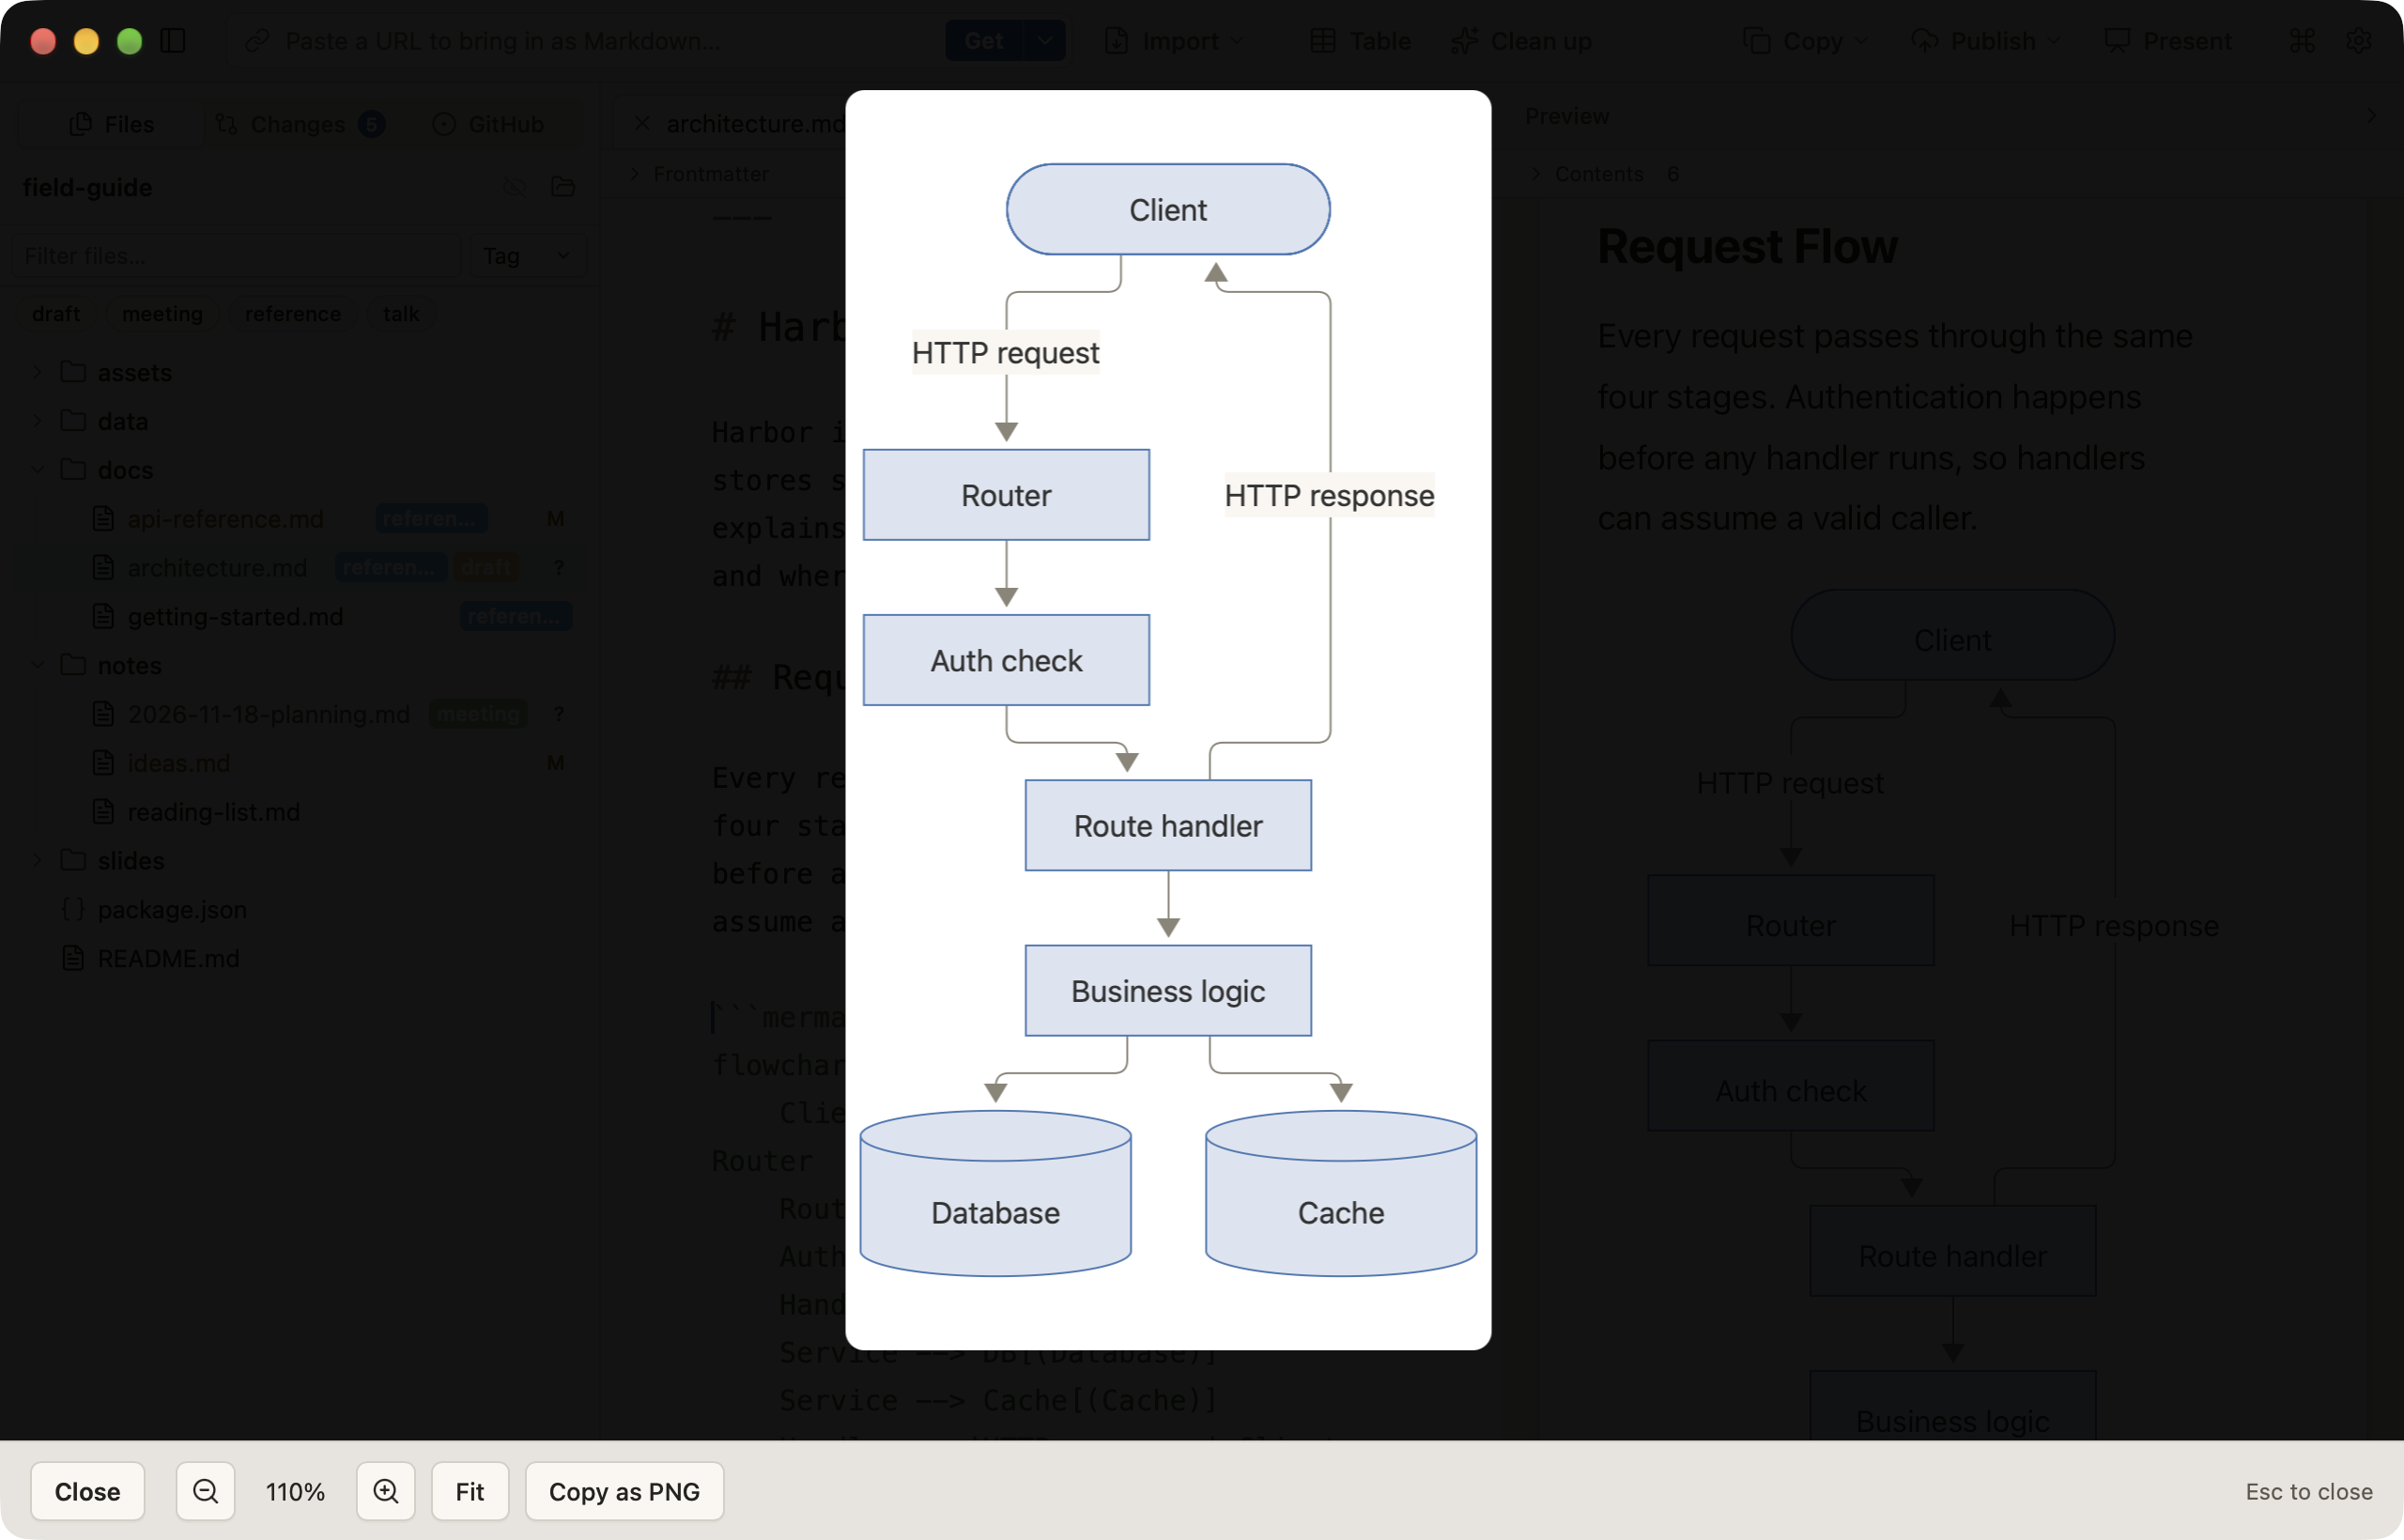 Paste a URL to bring in as Markdown...
Get
Import
Table
Clean up
Copy
Publish
Present
Files
Changes 5
GitHub
field-guide
Filter files...
Tag
draft
meeting
reference
talk
assets
data
docs
api-reference.md referen... M
architecture.md referen... draft ?
getting-started.md referen...
notes
2026-11-18-planning.md meeting ?
ideas.md M
reading-list.md
slides
package.json
README.md
architecture.md
Frontmatter
---
# Harb
Harbor i
stores s
explains
and wher
## Requ
Every re
four sta
before a
assume a
```merma
flowchar
Clie
Router
Rout
Auth
Hand
Service --> DB[(Database)]
Service --> Cache[(Cache)]
Client
HTTP request
Router
HTTP response
Auth check
Route handler
Business logic
Database
Cache
Preview
Contents 6
Request Flow
Every request passes through the same
four stages. Authentication happens
before any handler runs, so handlers
can assume a valid caller.
Client
HTTP request
Router
HTTP response
Auth check
Route handler
Business logic
Close
110%
Fit
Copy as PNG
Esc to close